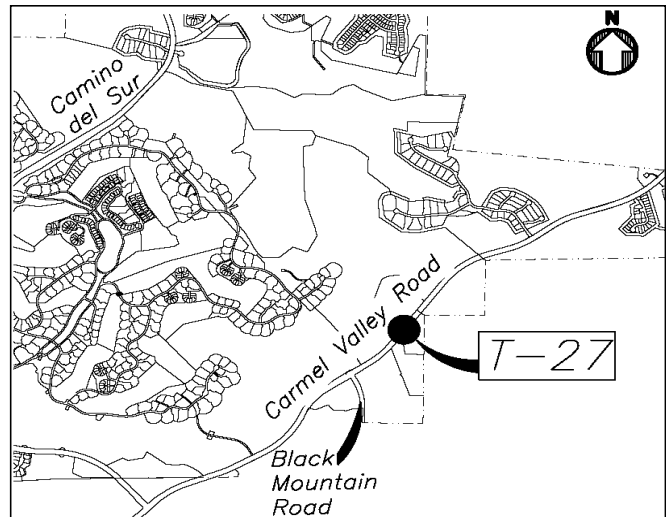 N
Camino
del Sur
Carmel Valley Road
T-27
Black
Mountain
Road